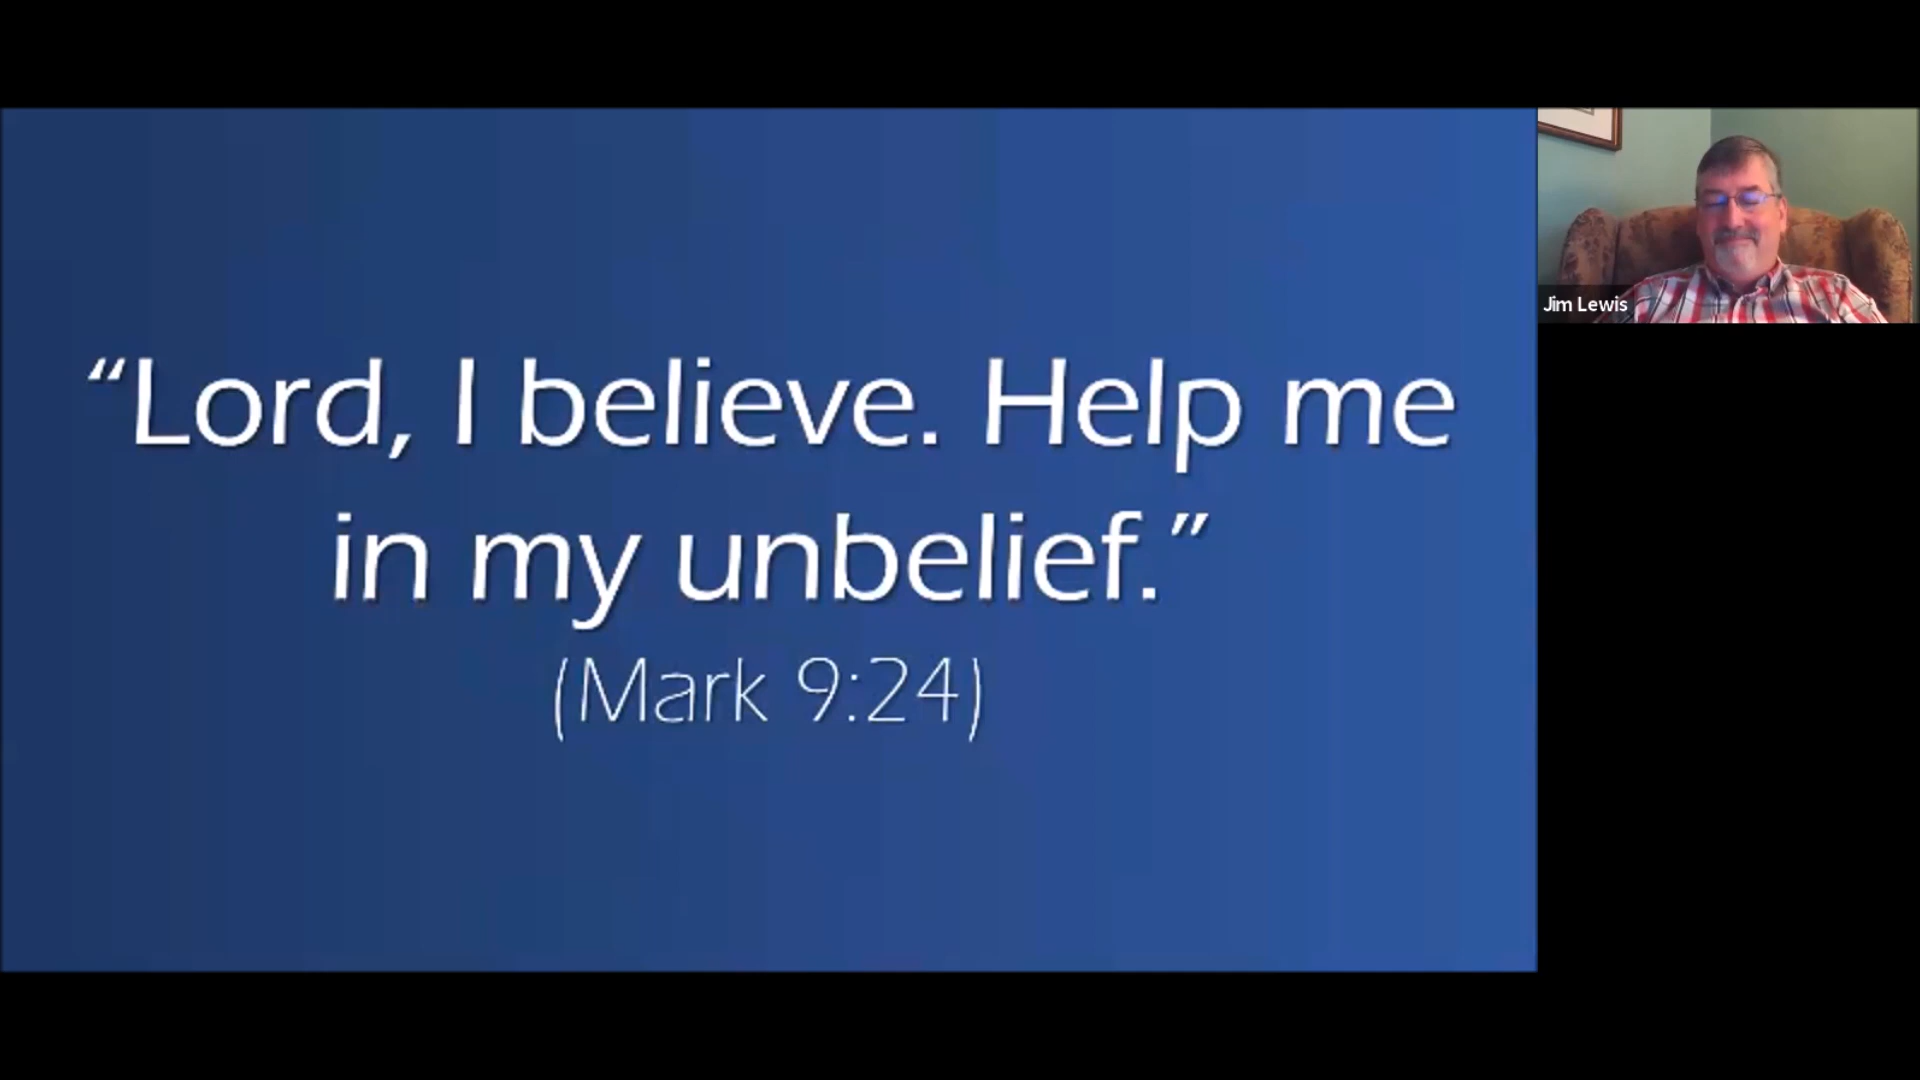 “Lord, I believe. Help me
in my unbelief.”
(Mark 9:24)
Jim Lewis